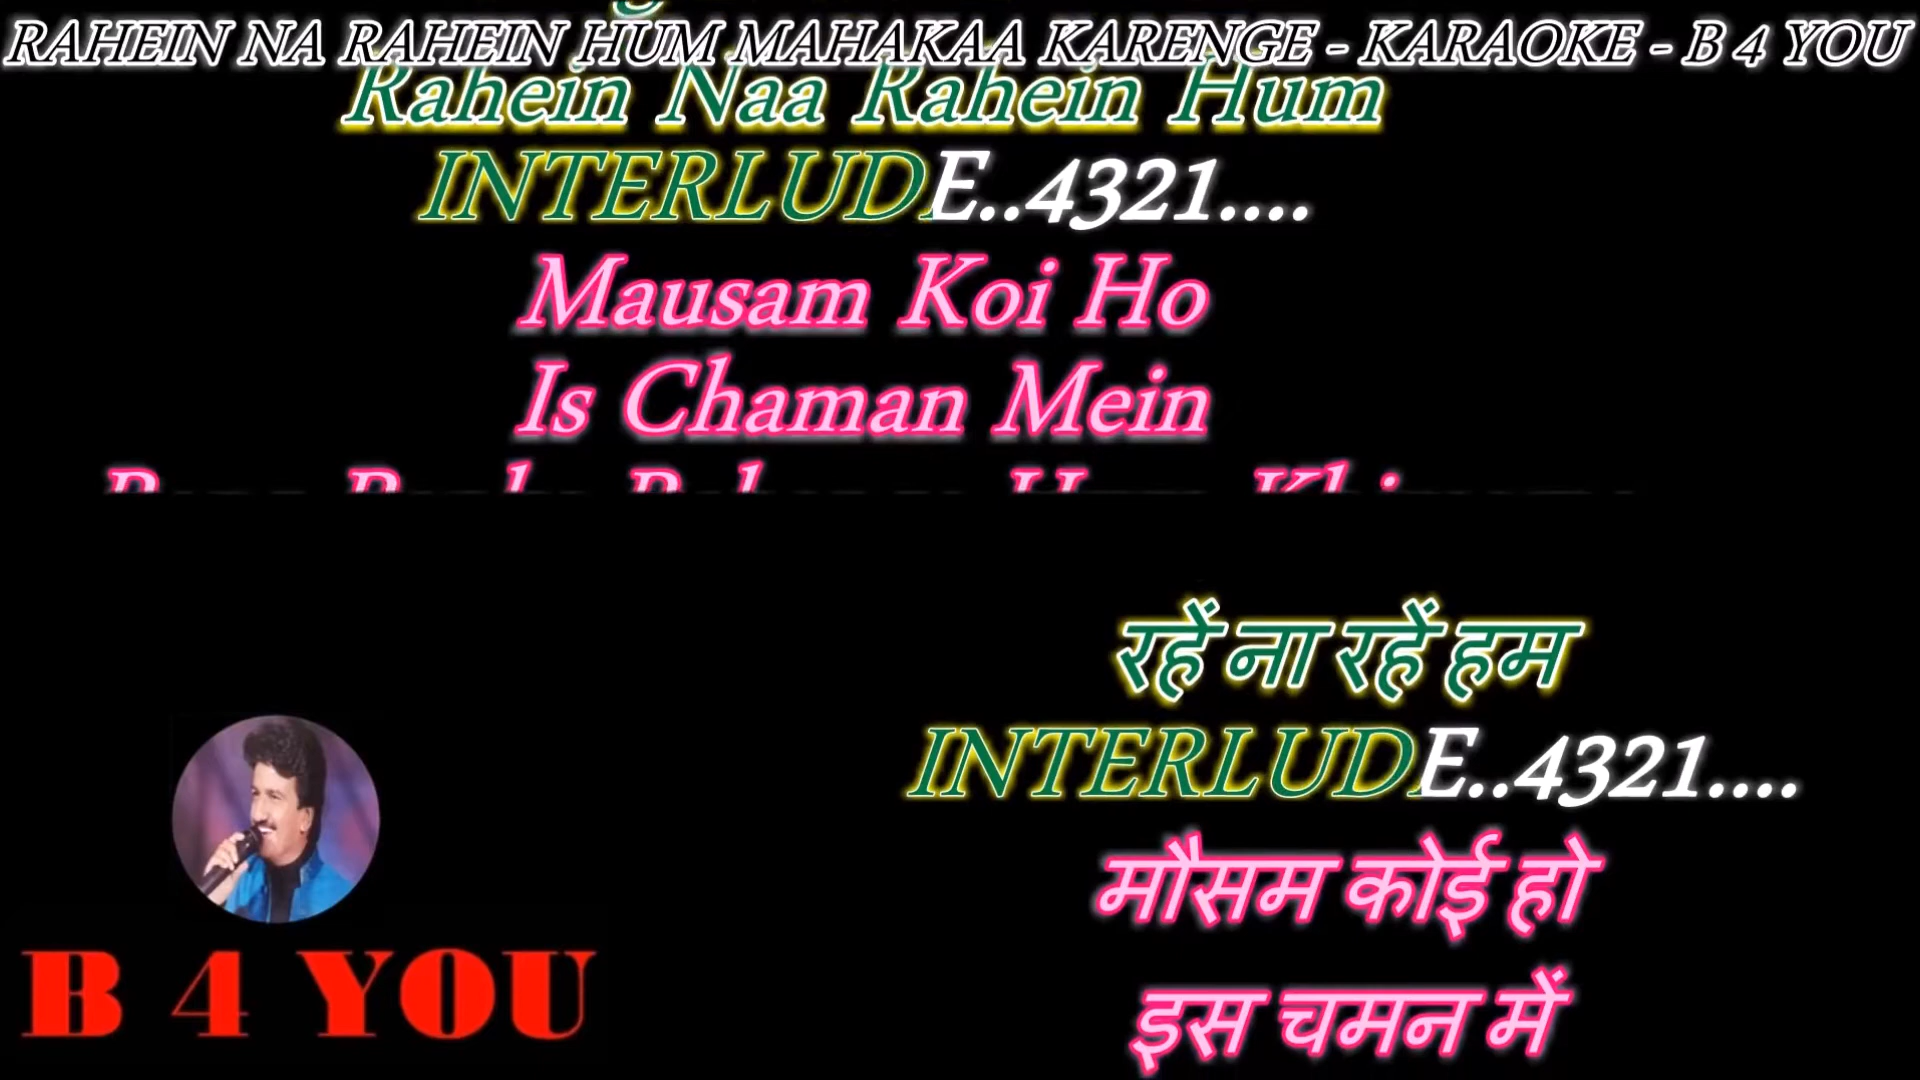 RAHEIN NA RAHEIN HUM MAHAKAA KARENGE - KARAOKE - B 4 YOU
Rahein Naa Rahein Hum
INTERLUDE..4321....
Mausam Koi Ho
Is Chaman Mein
रहें ना रहें हम
INTERLUDE..4321....
मौसम कोई हो
इस चमन में
B 4 YOU